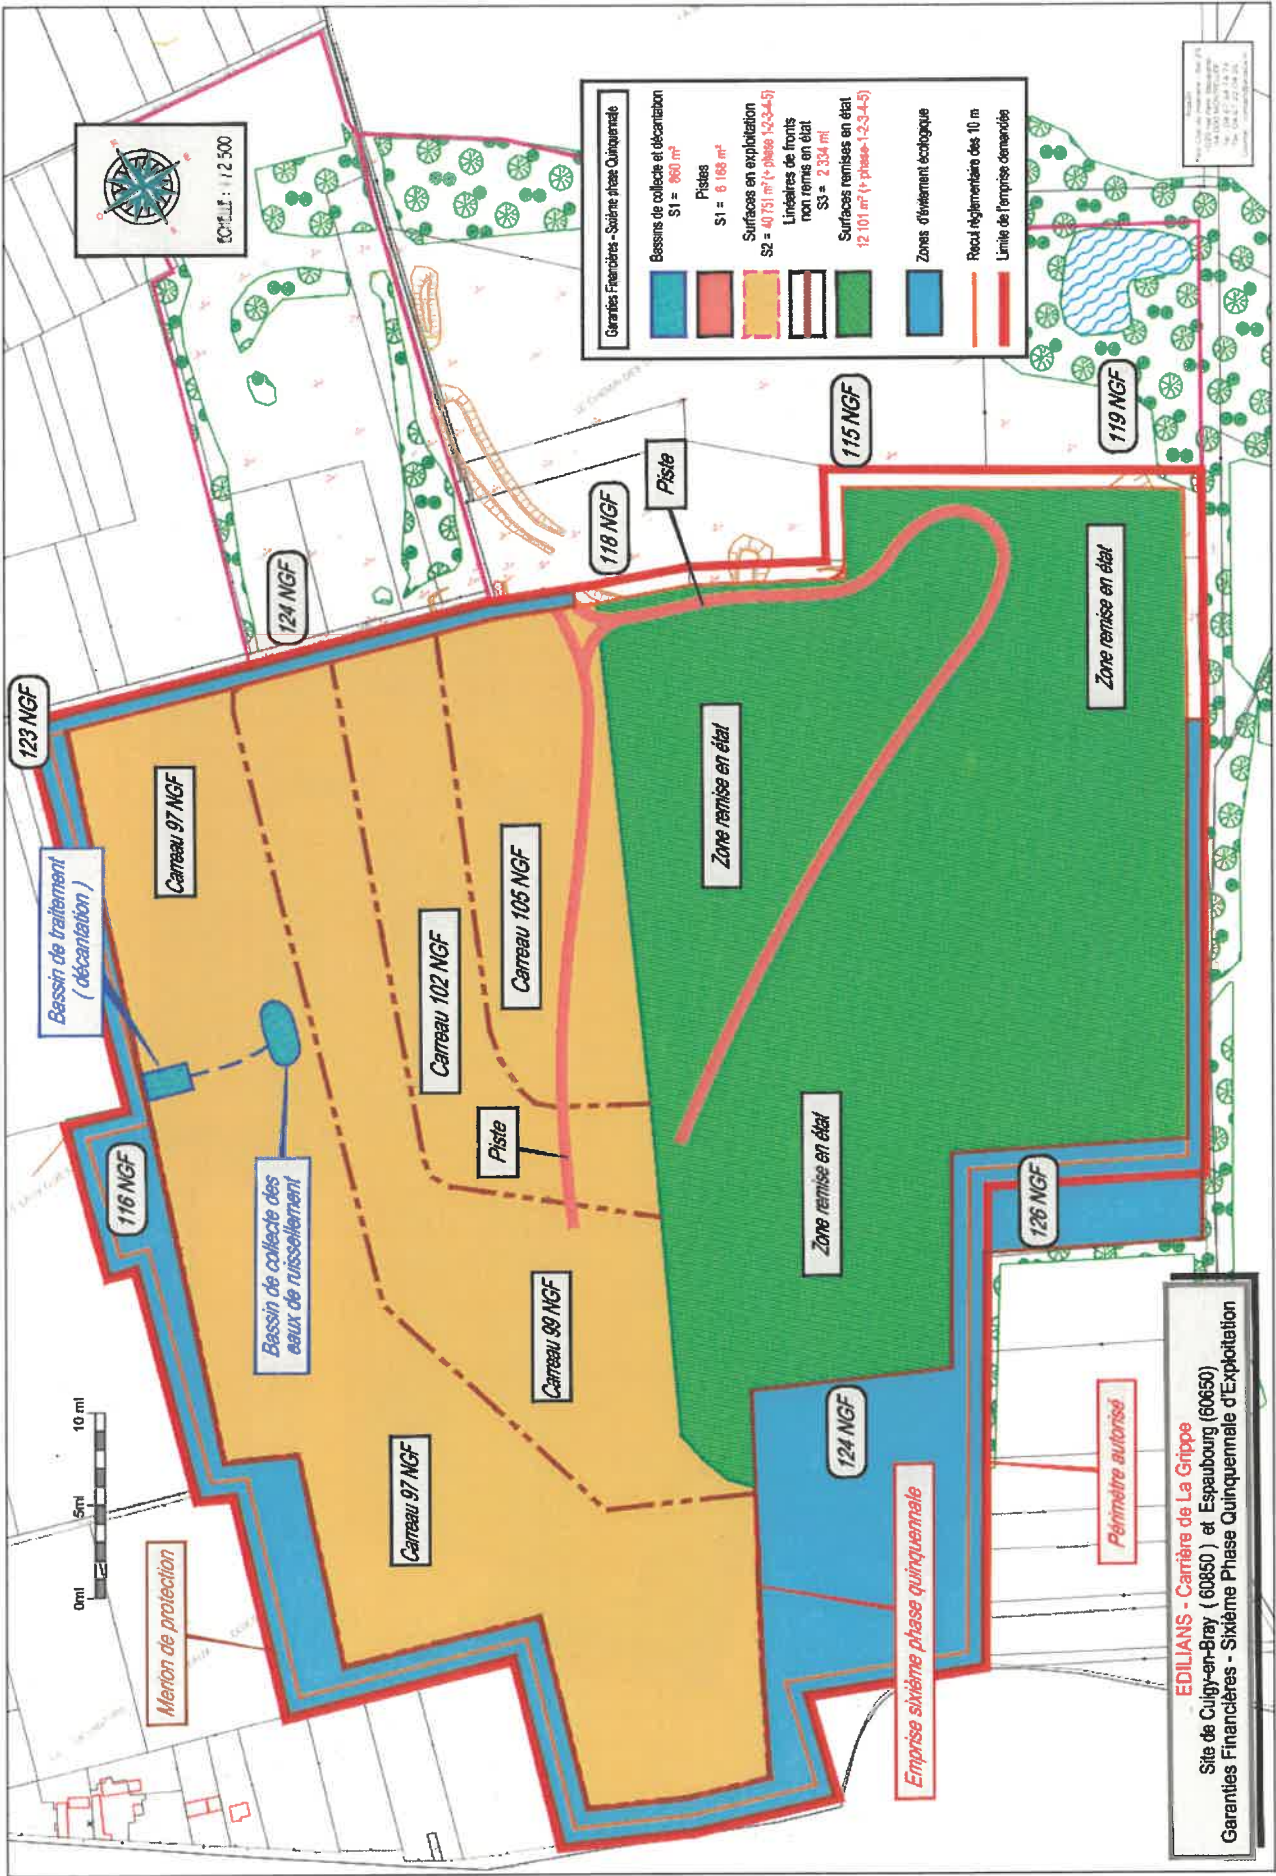 Merlon de protection
0ml 5ml 10 ml
116 NGF
Bassin de traitement
( décantation )
123 NGF
124 NGF
ECHELLE : 1 / 2 500
Carreau 97 NGF
Bassin de collecte des
eaux de ruissellement
Carreau 97 NGF
Carreau 102 NGF
Carreau 105 NGF
Piste
Carreau 99 NGF
118 NGF
Piste
115 NGF
119 NGF
Zone remise en état
Zone remise en état
Zone remise en état
124 NGF
126 NGF
Emprise sixième phase quinquennale
Périmètre autorisé
LE CHEMIN DES
Garanties Financières - Sixième phase Quinquennale
Bassins de collecte et décantation
S1 = 860 m²
Pistes
S1 = 6 168 m²
Surfaces en exploitation
S2 = 40 751 m² (+ phase 1-2-3-4-5)
Linéaires de fronts
non remis en état
S3 = 2 334 ml
Surfaces remises en état
12 101 m² (+ phase-1-2-3-4-5)
Zones d'évitement écologique
Recul réglementaire des 10 m
Limite de l'emprise demandée
EDILIANS - Carrière de La Grippe
Site de Cuigy-en-Bray ( 60850 ) et Espaubourg (60650)
Garanties Financières - Sixième Phase Quinquennale d'Exploitation